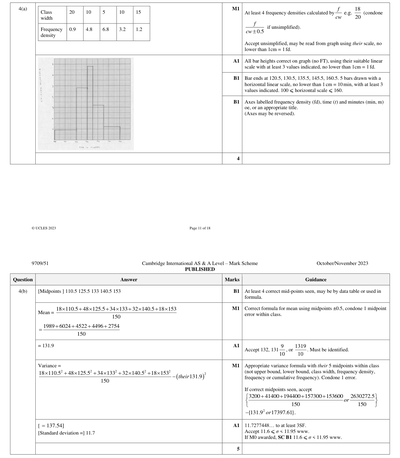 4(a)
Class width 20 10 5 10 15
Frequency density 0.9 4.8 6.8 3.2 1.2
M1
At least 4 frequency densities calculated by f/cw e.g. 18/20 (condone f/(cw ± 0.5) if unsimplified).
Accept unsimplified, may be read from graph using their scale, no lower than 1cm = 1 fd.
A1
All bar heights correct on graph (no FT), using their suitable linear scale with at least 3 values indicated, no lower than 1cm = 1 fd.
B1
Bar ends at 120.5, 130.5, 135.5, 145.5, 160.5. 5 bars drawn with a horizontal linear scale, no lower than 1 cm = 10 min, with at least 3 values indicated. 100 ⩽ horizontal scale ⩽ 160.
B1
Axes labelled frequency density (fd), time (t) and minutes (min, m) oe, or an appropriate title.
(Axes may be reversed).
4
© UCLES 2023
Page 11 of 18
9709/51
Cambridge International AS & A Level – Mark Scheme
PUBLISHED
October/November 2023
Question Answer Marks Guidance
4(b)
[Midpoints ] 110.5 125.5 133 140.5 153
B1
At least 4 correct mid-points seen, may be by data table or used in formula.
Mean = (18×110.5 + 48×125.5 + 34×133 + 32×140.5 + 18×153)/150
= (1989+6024+4522+4496+2754)/150
M1
Correct formula for mean using midpoints ±0.5, condone 1 midpoint error within class.
= 131.9
A1
Accept 132, 131 9/10, or 1319/10. Must be identified.
Variance =
(18×110.5² + 48×125.5² + 34×133² + 32×140.5² + 18×153²)/150 − (their131.9)²
M1
Appropriate variance formula with their 5 midpoints within class (not upper bound, lower bound, class width, frequency density, frequency or cumulative frequency). Condone 1 error.
If correct midpoints seen, accept
{
or 2630272.5/150}
−{131.9² or 17397.61}.
[ = 137.54]
[Standard deviation =] 11.7
A1
11.7277448… to at least 3SF.
Accept 11.6 ⩽ σ < 11.95 www.
If M0 awarded, SC B1 11.6 ⩽ σ < 11.95 www.
5